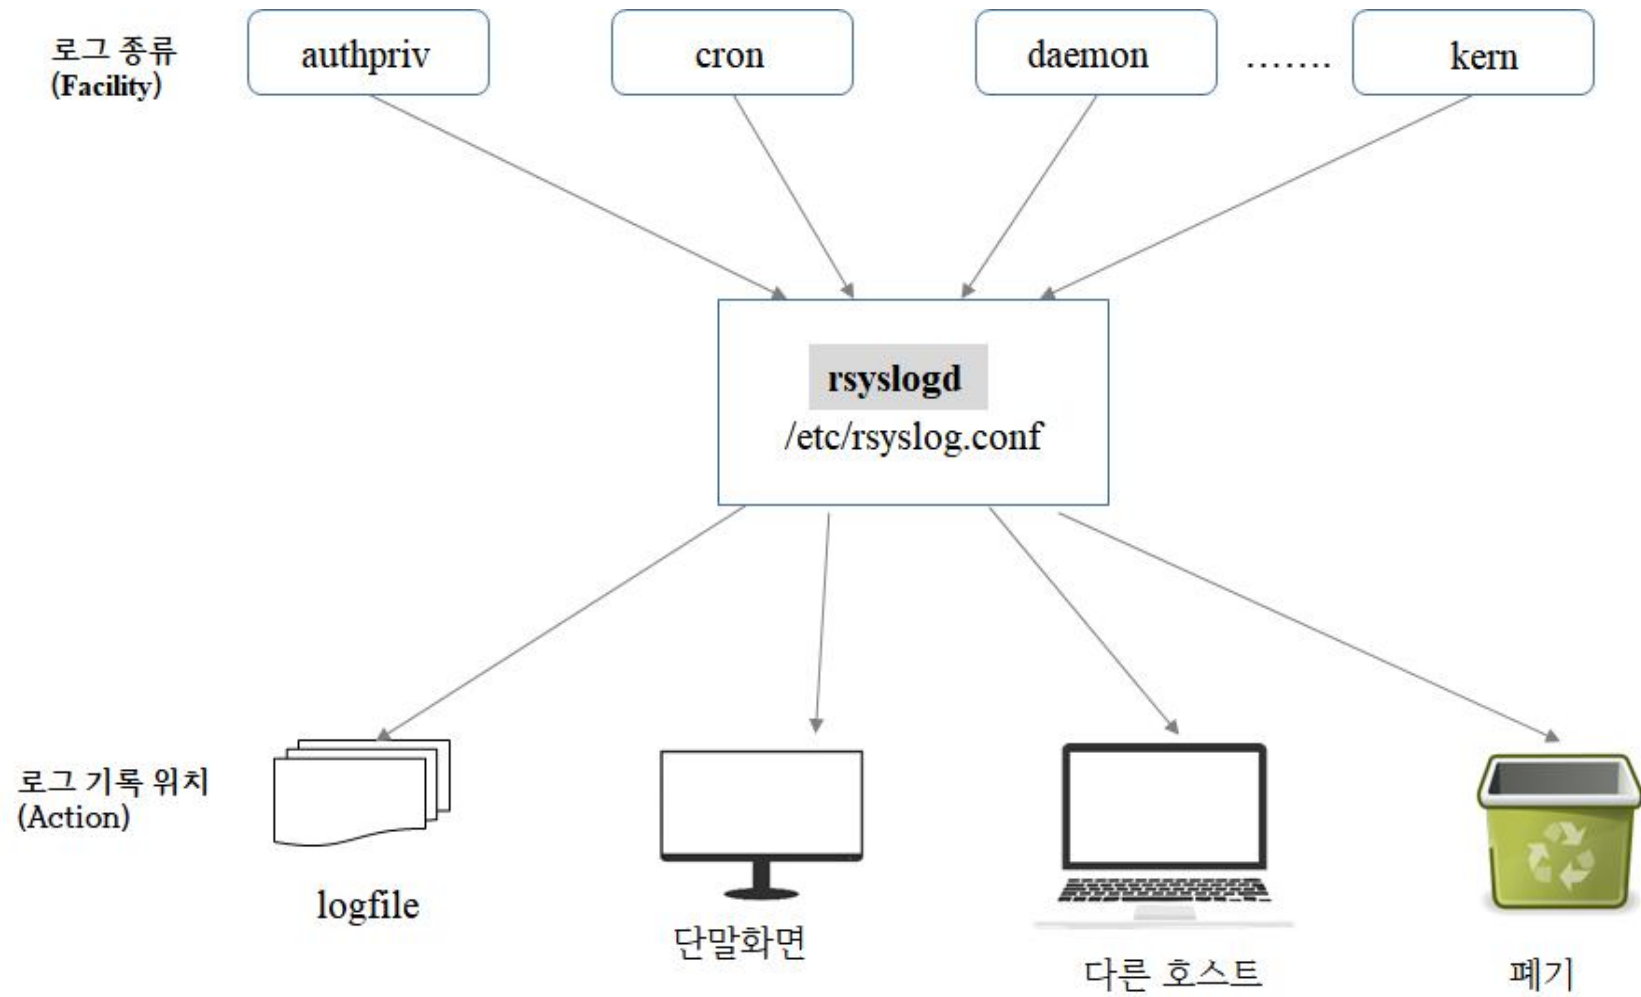 로그 종류
(Facility)
authpriv
cron
daemon
.......
kern
rsyslogd
/etc/rsyslog.conf
로그 기록 위치
(Action)
logfile
단말화면
다른 호스트
폐기